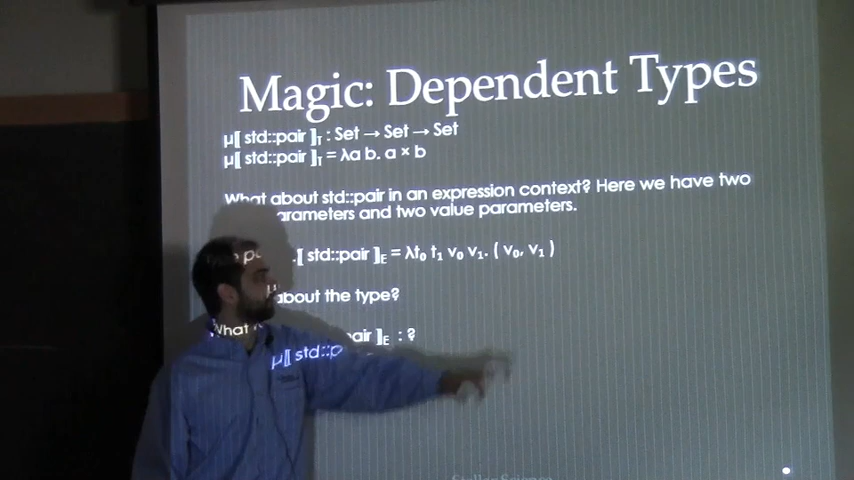 Magic: Dependent Types
μ⟦ std::pair ⟧T : Set → Set → Set
μ⟦ std::pair ⟧T = λa b. a × b
What about std::pair in an expression context? Here we have two
parameters and two value parameters.
⟦ std::pair ⟧E = λt₀ t₁ v₀ v₁. ( v₀, v₁ )
What about the type?
μ⟦ std::pair ⟧E : ?